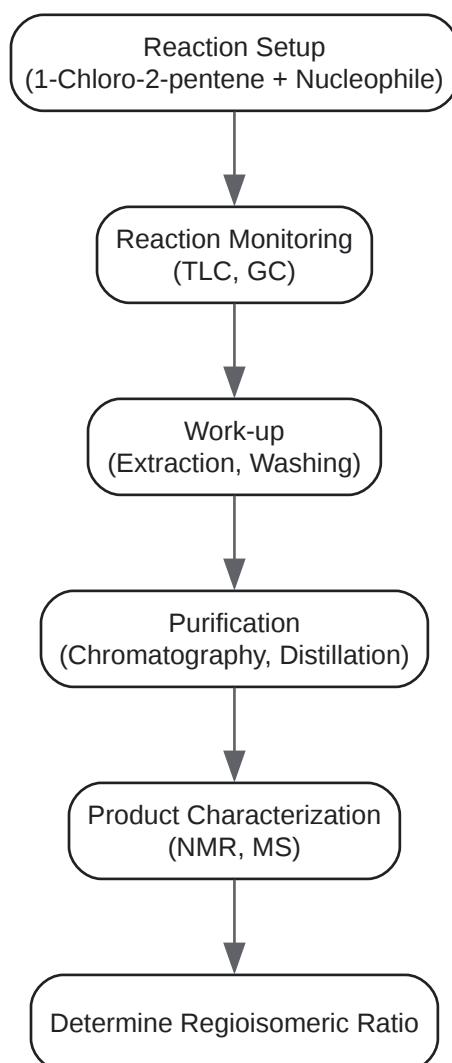 Reaction Setup
(1-Chloro-2-pentene + Nucleophile)
Reaction Monitoring
(TLC, GC)
Work-up
(Extraction, Washing)
Purification
(Chromatography, Distillation)
Product Characterization
(NMR, MS)
Determine Regioisomeric Ratio